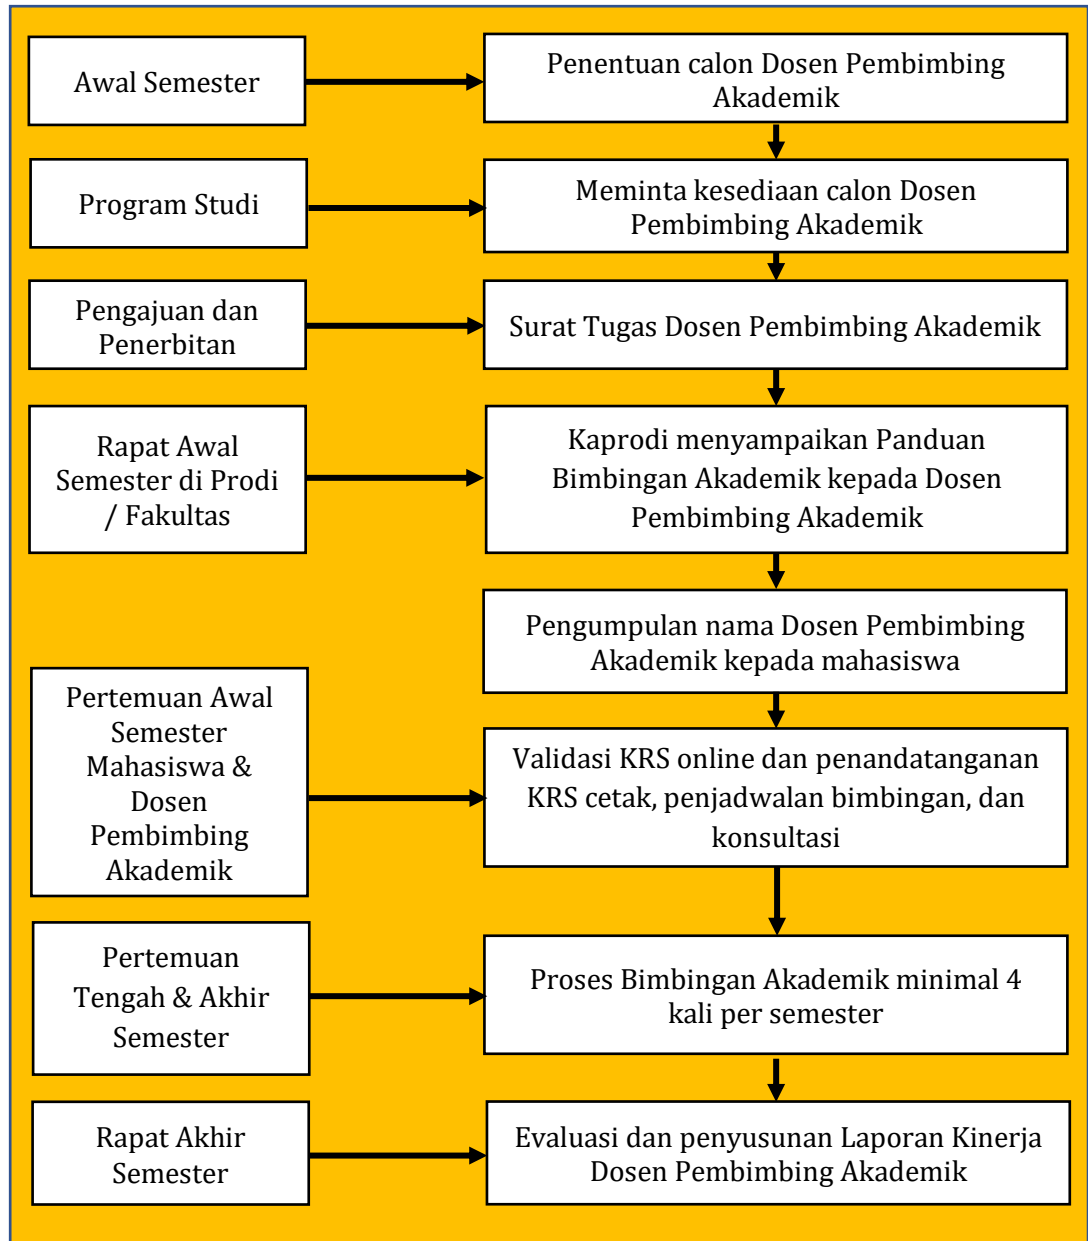 Awal Semester
Penentuan calon Dosen Pembimbing
Akademik
Program Studi
Meminta kesediaan calon Dosen
Pembimbing Akademik
Pengajuan dan
Penerbitan
Surat Tugas Dosen Pembimbing Akademik
Rapat Awal
Semester di Prodi
/ Fakultas
Kaprodi menyampaikan Panduan
Bimbingan Akademik kepada Dosen
Pembimbing Akademik
Pengumpulan nama Dosen Pembimbing
Akademik kepada mahasiswa
Pertemuan Awal
Semester
Mahasiswa &
Dosen
Pembimbing
Akademik
Validasi KRS online dan penandatanganan
KRS cetak, penjadwalan bimbingan, dan
konsultasi
Pertemuan
Tengah & Akhir
Semester
Proses Bimbingan Akademik minimal 4
kali per semester
Rapat Akhir
Semester
Evaluasi dan penyusunan Laporan Kinerja
Dosen Pembimbing Akademik